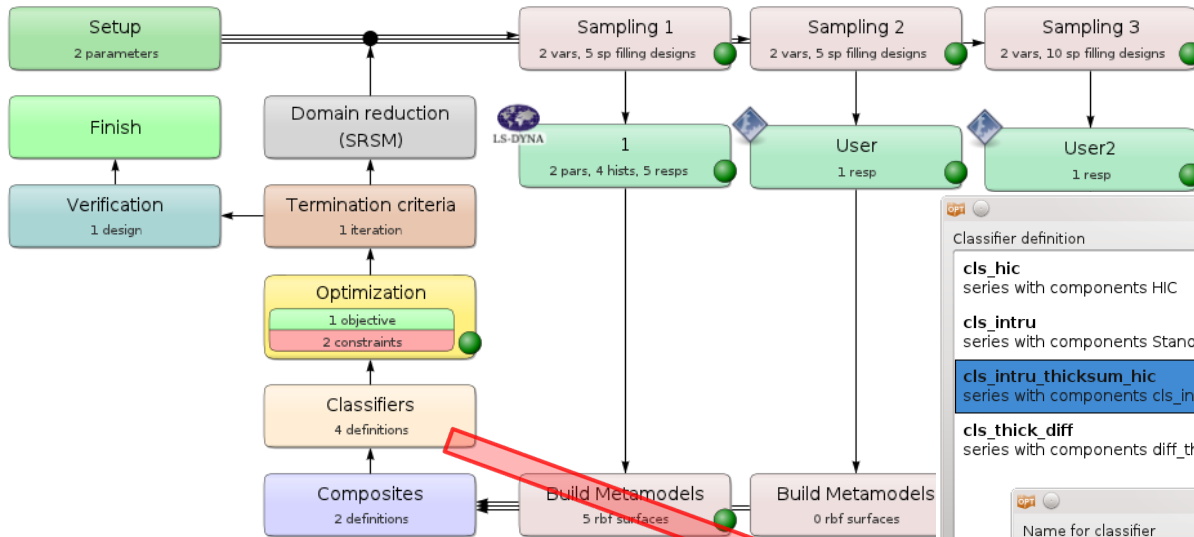 Setup
2 parameters
Sampling 1
2 vars, 5 sp filling designs
Sampling 2
2 vars, 5 sp filling designs
Sampling 3
2 vars, 10 sp filling designs
Finish
Domain reduction
(SRSM)
LS-DYNA
1
2 pars, 4 hists, 5 resps
User
1 resp
User2
1 resp
Verification
1 design
Termination criteria
1 iteration
Optimization
1 objective
2 constraints
Classifiers
4 definitions
Composites
2 definitions
Build Metamodels
5 rbf surfaces
Build Metamodels
0 rbf surfaces
OPT
Classifier definition
cls_hic
series with components HIC
cls_intru
series with components
cls_intru_thicksum_hic
series with components
cls_thick_diff
series with components
OPT
Name for classifier